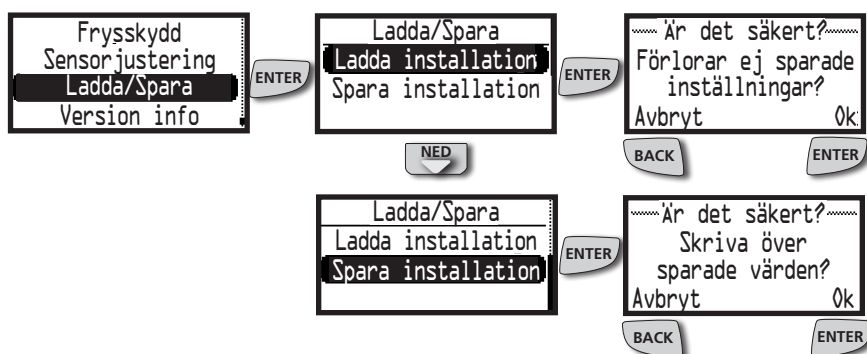 Frysskydd
Sensorjustering
Ladda/Spara
Version info
ENTER
Ladda/Spara
Ladda installation
Spara installation
ENTER
Är det säkert?
Förlorar ej sparade
inställningar?
Avbryt Ok
BACK ENTER
NED
Ladda/Spara
Ladda installation
Spara installation
ENTER
Är det säkert?
Skriva över
sparade värden?
Avbryt Ok
BACK ENTER